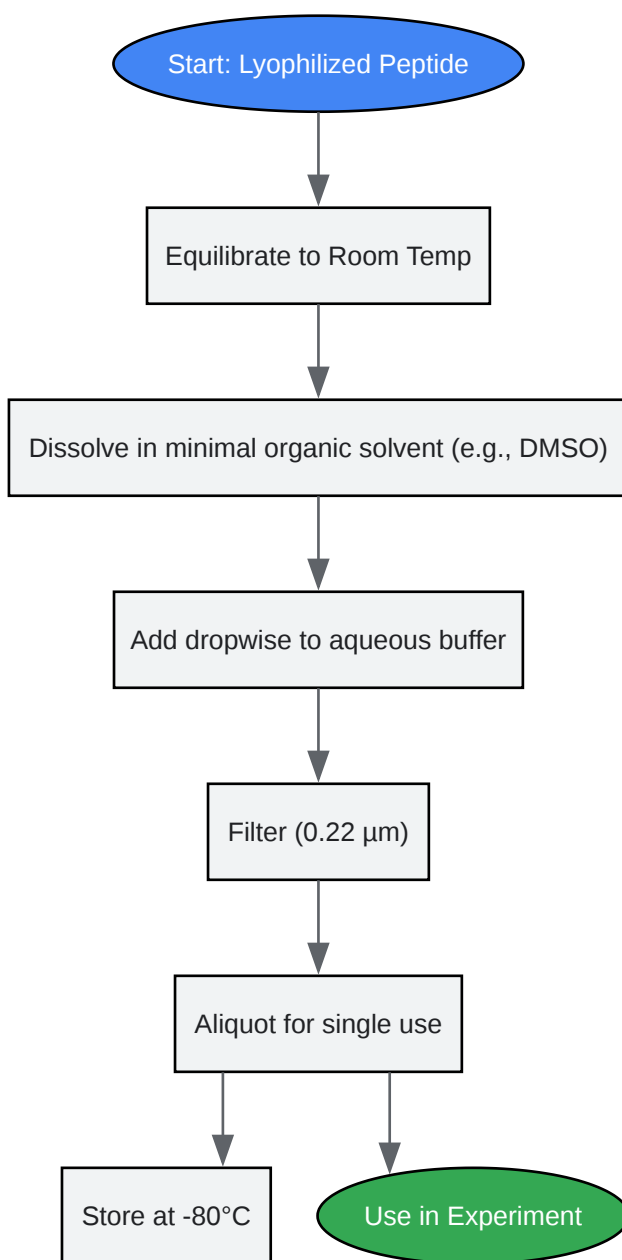 Start: Lyophilized Peptide
Equilibrate to Room Temp
Dissolve in minimal organic solvent (e.g., DMSO)
Add dropwise to aqueous buffer
Filter (0.22 µm)
Aliquot for single use
Store at -80°C
Use in Experiment